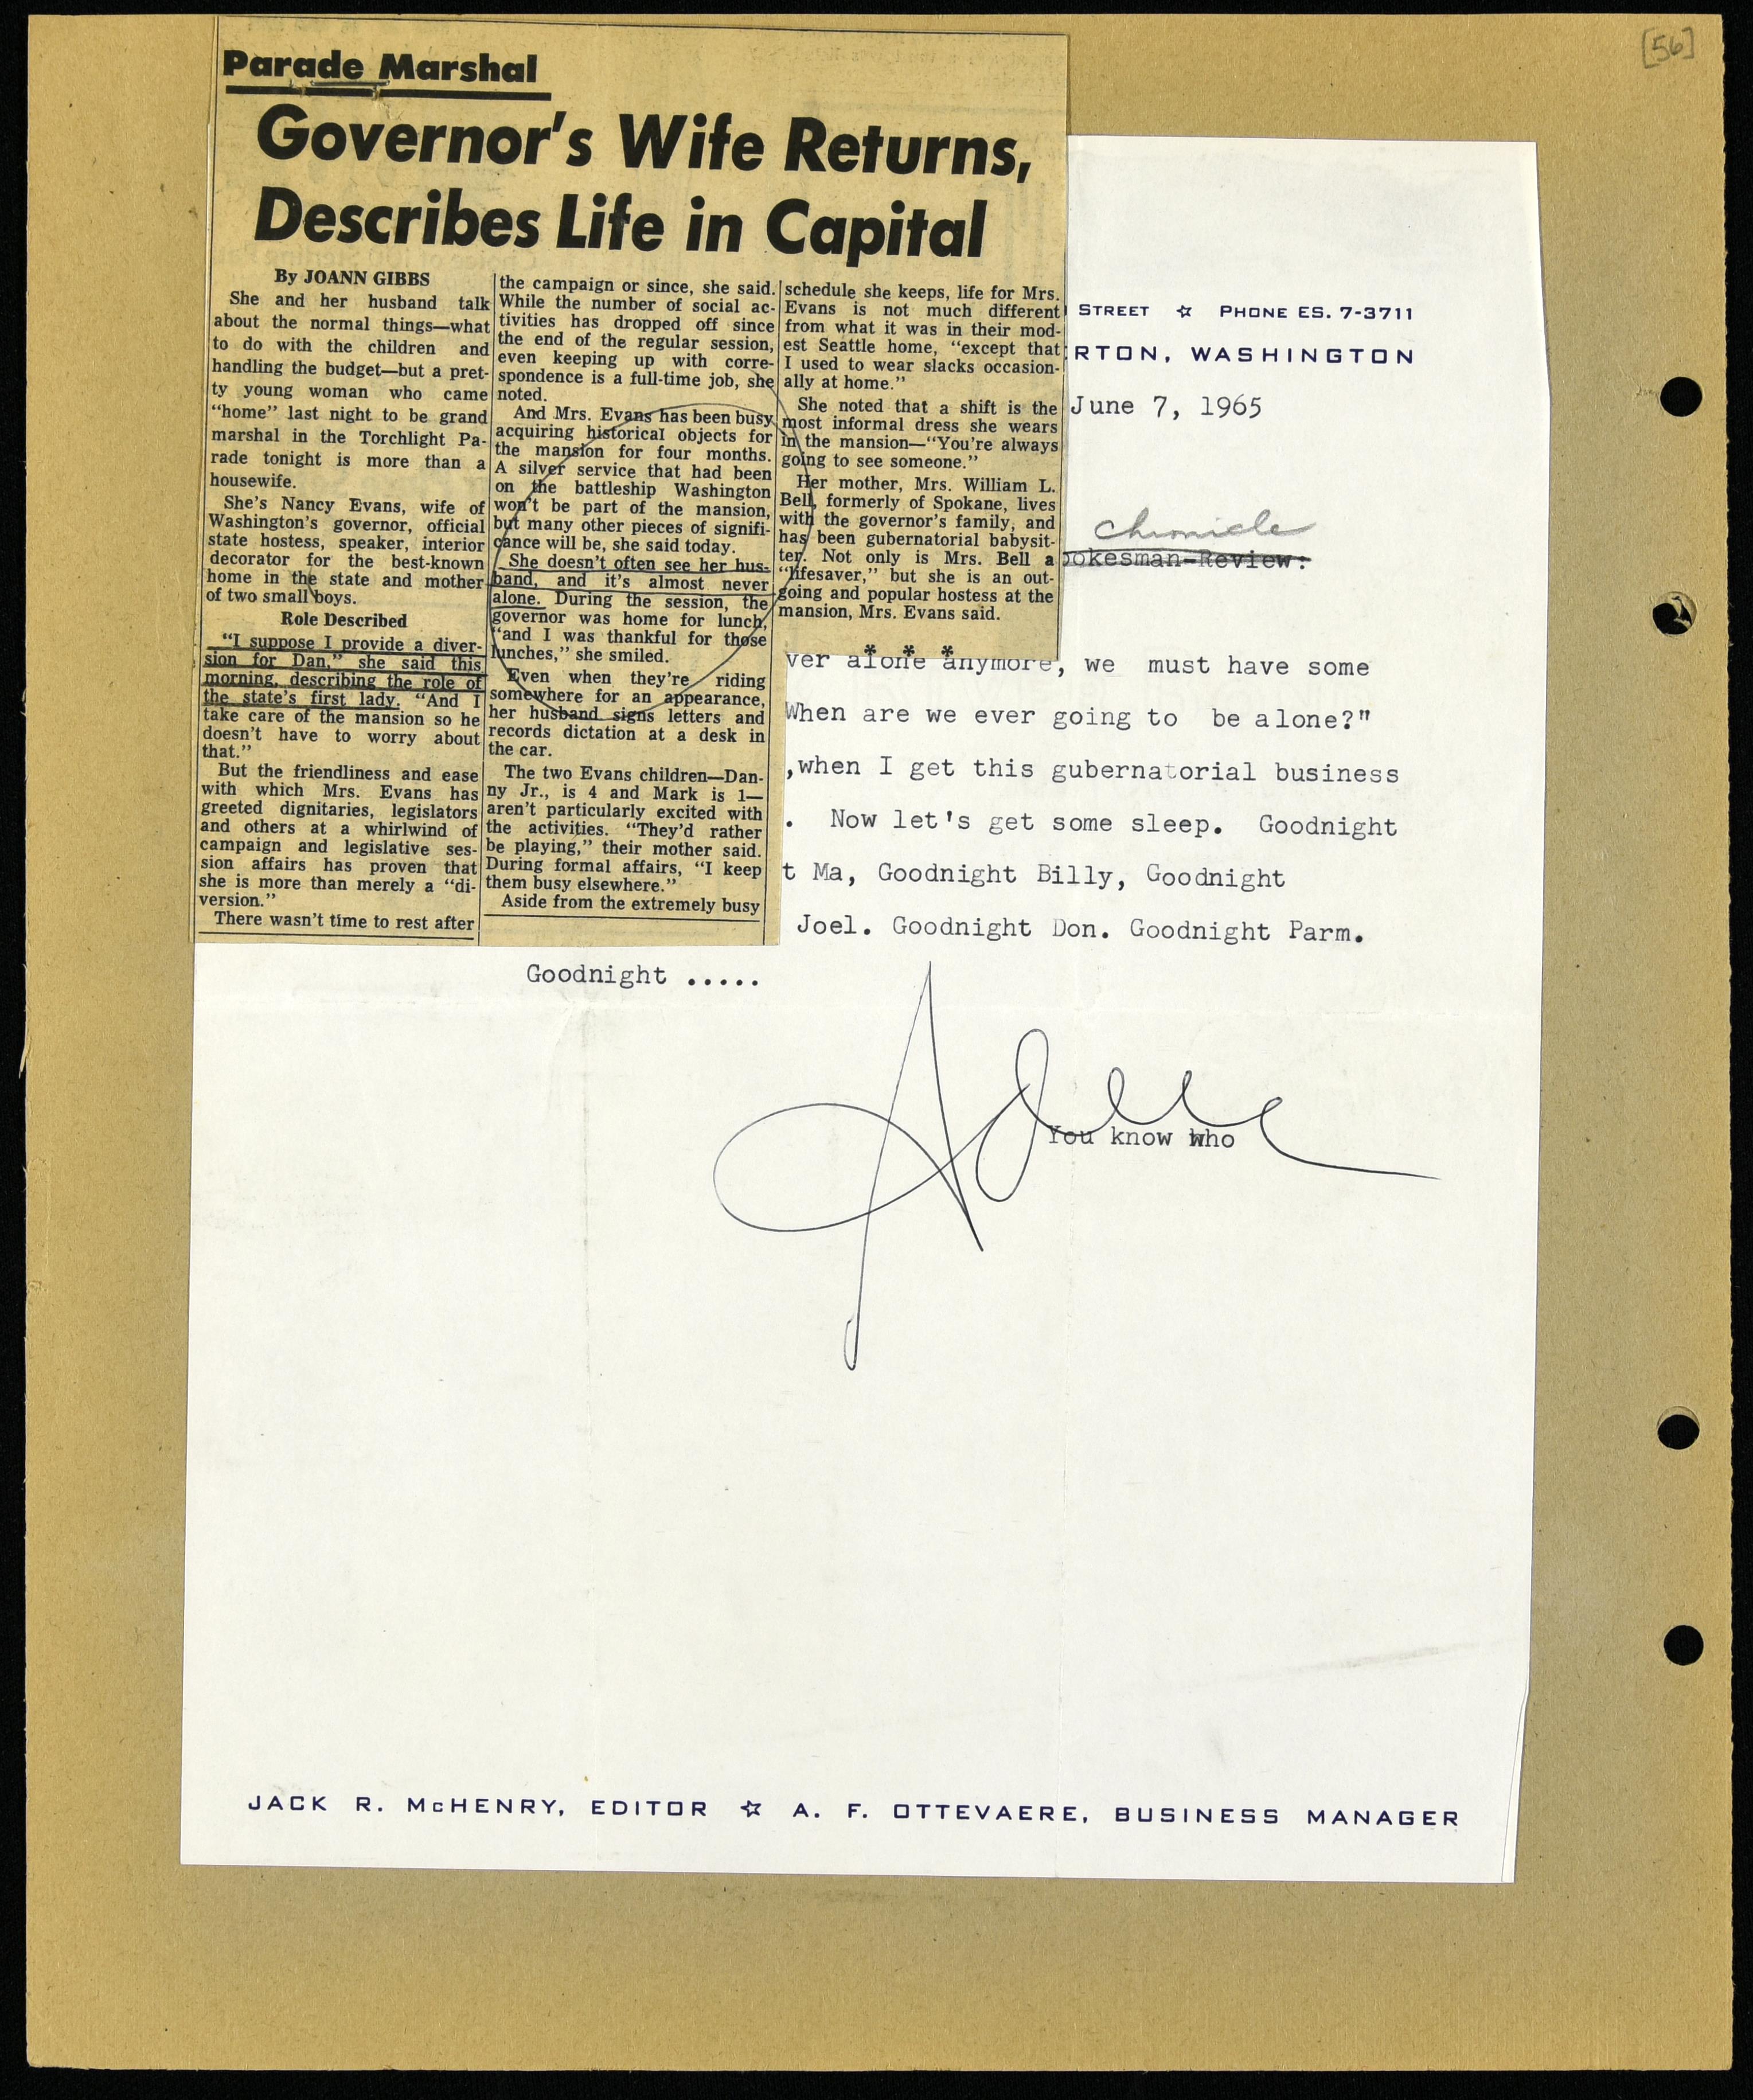 [56]
Parade Marshal
Governor's Wife Returns,
Describes Life in Capital
By JOANN GIBBS
She and her husband talk
about the normal things—what
to do with the children and
handling the budget—but a pret-
ty young woman who came
"home" last night to be grand
marshal in the Torchlight Pa-
rade tonight is more than a
housewife.
She's Nancy Evans, wife of
Washington's governor, official
state hostess, speaker, interior
decorator for the best-known
home in the state and mother
of two small boys.
Role Described
"I suppose I provide a diver-
sion for Dan," she said this
morning, describing the role of
the state's first lady. "And I
take care of the mansion so he
doesn't have to worry about
that."
But the friendliness and ease
with which Mrs. Evans has
greeted dignitaries, legislators
and others at a whirlwind of
campaign and legislative ses-
sion affairs has proven that
she is more than merely a "di-
version."
There wasn't time to rest after
the campaign or since, she said.
While the number of social ac-
tivities has dropped off since
the end of the regular session,
even keeping up with corre-
spondence is a full-time job, she
noted.
And Mrs. Evans has been busy
acquiring historical objects for
the mansion for four months.
A silver service that had been
on the battleship Washington
won't be part of the mansion,
but many other pieces of signifi-
cance will be, she said today.
She doesn't often see her hus-
band, and it's almost never
alone. During the session, the
governor was home for lunch,
"and I was thankful for those
lunches," she smiled.
Even when they're riding
somewhere for an appearance,
her husband signs letters and
records dictation at a desk in
the car.
The two Evans children—Dan-
ny Jr., is 4 and Mark is 1—
aren't particularly excited with
the activities. "They'd rather
be playing," their mother said.
During formal affairs, "I keep
them busy elsewhere."
Aside from the extremely busy
schedule she keeps, life for Mrs.
Evans is not much different
from what it was in their mod-
est Seattle home, "except that
I used to wear slacks occasion-
ally at home."
She noted that a shift is the
most informal dress she wears
in the mansion—"You're always
going to see someone."
Her mother, Mrs. William L.
Bell, formerly of Spokane, lives
with the governor's family, and
has been gubernatorial babysit-
ter. Not only is Mrs. Bell a
"lifesaver," but she is an out-
going and popular hostess at the
mansion, Mrs. Evans said.
* * *
STREET ☆ PHONE ES. 7-3711
RTON, WASHINGTON
June 7, 1965
Chronicle
okesman-Review:
ver alone anymore, we must have some
When are we ever going to be alone?"
,when I get this gubernatorial business
. Now let's get some sleep. Goodnight
t Ma, Goodnight Billy, Goodnight
Joel. Goodnight Don. Goodnight Parm.
Goodnight .....
Adele
You know who
JACK R. McHENRY, EDITOR ☆ A. F. OTTEVAERE, BUSINESS MANAGER